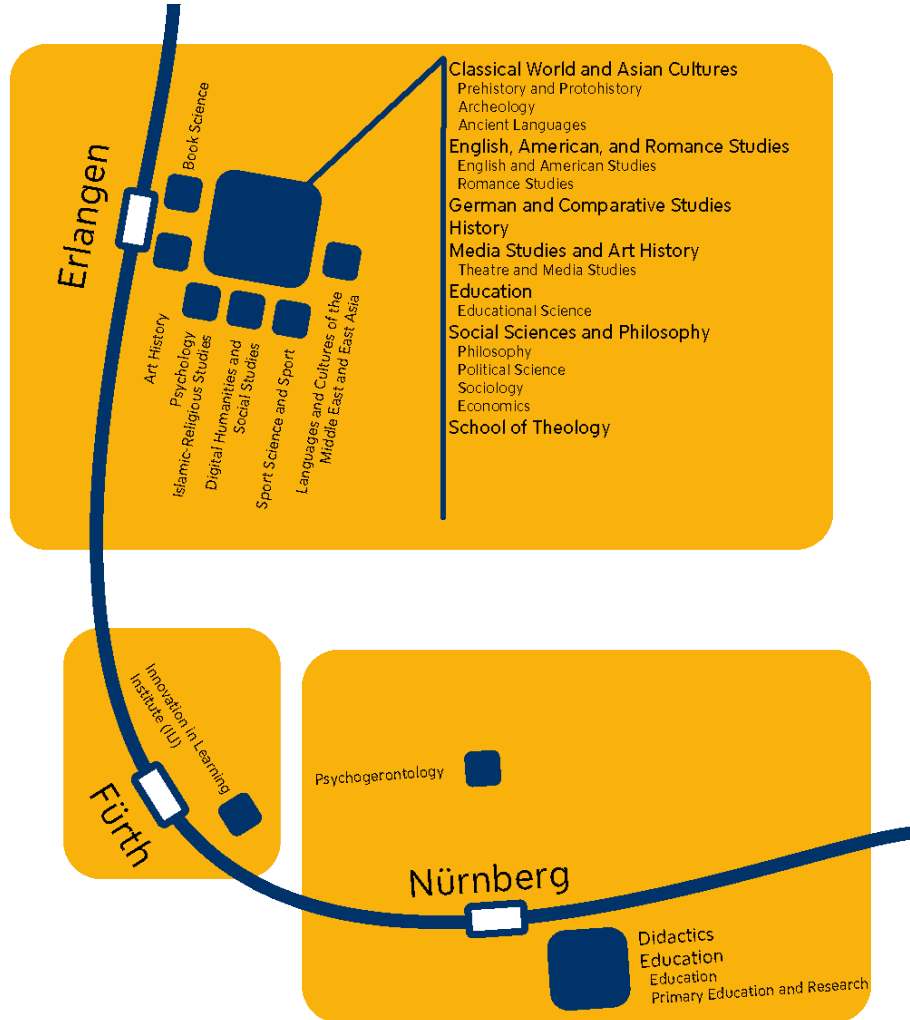 Erlangen
Book Science
Art History
Psychology
Islamic-Religious Studies
Digital Humanities and
Social Studies
Sport Science and Sport
Languages and Cultures of the
Middle East and East Asia
Classical World and Asian Cultures
Prehistory and Protohistory
Archeology
Ancient Languages
English, American, and Romance Studies
English and American Studies
Romance Studies
German and Comparative Studies
History
Media Studies and Art History
Theatre and Media Studies
Education
Educational Science
Social Sciences and Philosophy
Philosophy
Political Science
Sociology
Economics
School of Theology
Fürth
Innovation in Learning
Institute (ILI)
Psychogerontology
Nürnberg
Didactics
Education
Education
Primary Education and Research